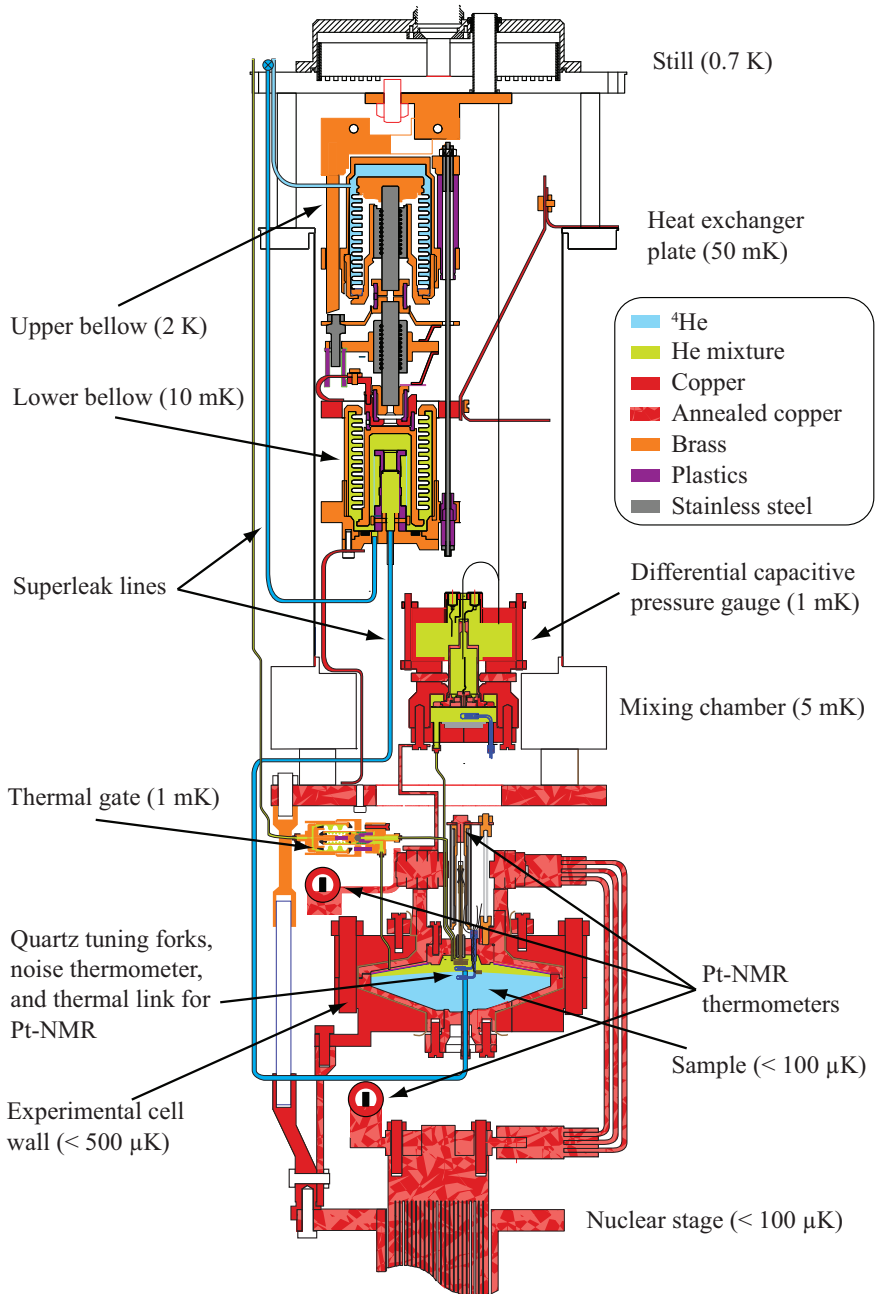 Still (0.7 K)
Heat exchanger
plate (50 mK)
Upper bellow (2 K)
⁴He
He mixture
Copper
Annealed copper
Brass
Plastics
Stainless steel
Lower bellow (10 mK)
Superleak lines
Differential capacitive
pressure gauge (1 mK)
Mixing chamber (5 mK)
Thermal gate (1 mK)
Quartz tuning forks,
noise thermometer,
and thermal link for
Pt-NMR
Pt-NMR
thermometers
Sample (< 100 µK)
Experimental cell
wall (< 500 µK)
Nuclear stage (< 100 µK)